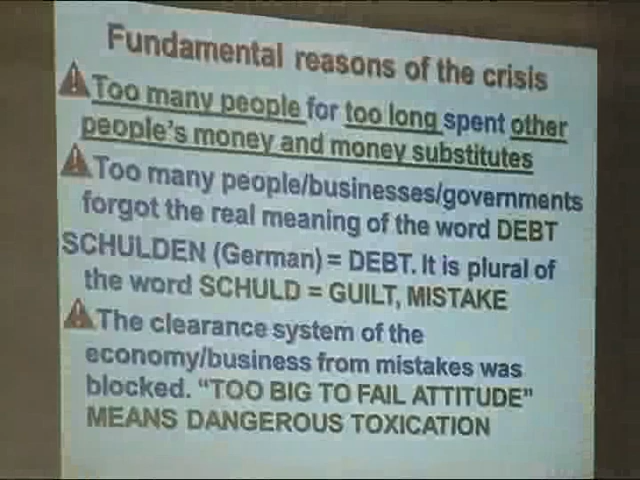 Fundamental reasons of the crisis
Too many people for too long spent other
people's money and money substitutes
Too many people/businesses/governments
forgot the real meaning of the word DEBT
SCHULDEN (German) = DEBT. It is plural of
the word SCHULD = GUILT, MISTAKE
The clearance system of the
economy/business from mistakes was
blocked. “TOO BIG TO FAIL ATTITUDE”
MEANS DANGEROUS TOXICATION